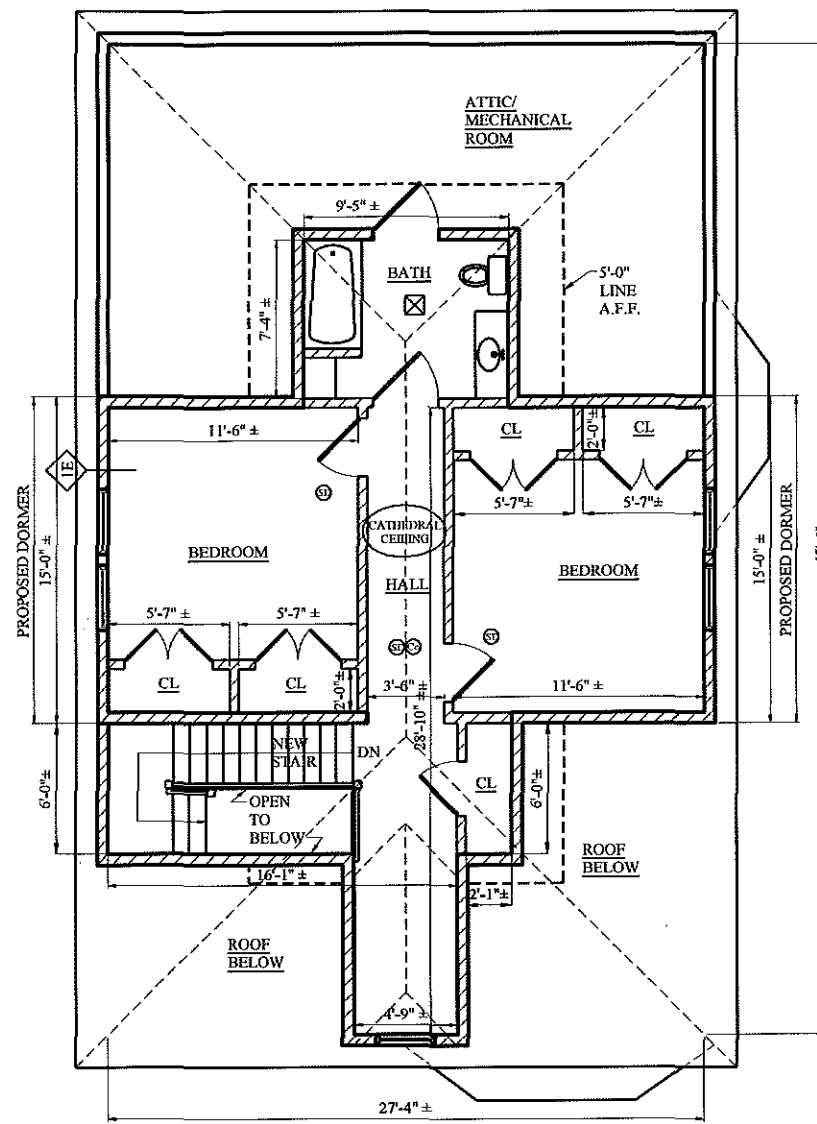 ATTIC/
MECHANICAL
ROOM
9'-5" ±
BATH
5'-0"
LINE
A.F.F.
7'-4" ±
11'-6" ±
CL
2'-0"±
CL
1E
5'-7" ±
5'-7" ±
SD
CATHEDRAL
CEILING
PROPOSED DORMER
15'-0" ±
BEDROOM
HALL
BEDROOM
15'-0" ±
PROPOSED DORMER
5'-7" ±
5'-7" ±
SD
Co
SD
CL
CL
2'-0"±
3'-6" ±
11'-6" ±
28'-10" ±
NEW
STAIR
DN
CL
6'-0"±
OPEN
TO
BELOW
6'-0"±
ROOF
BELOW
16'-1" ±
2'-1"±
ROOF
BELOW
4'-9" ±
27'-4" ±